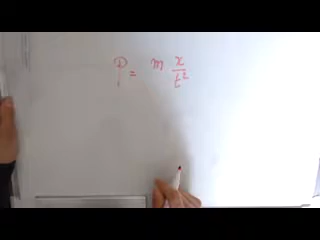 P = m x/t²